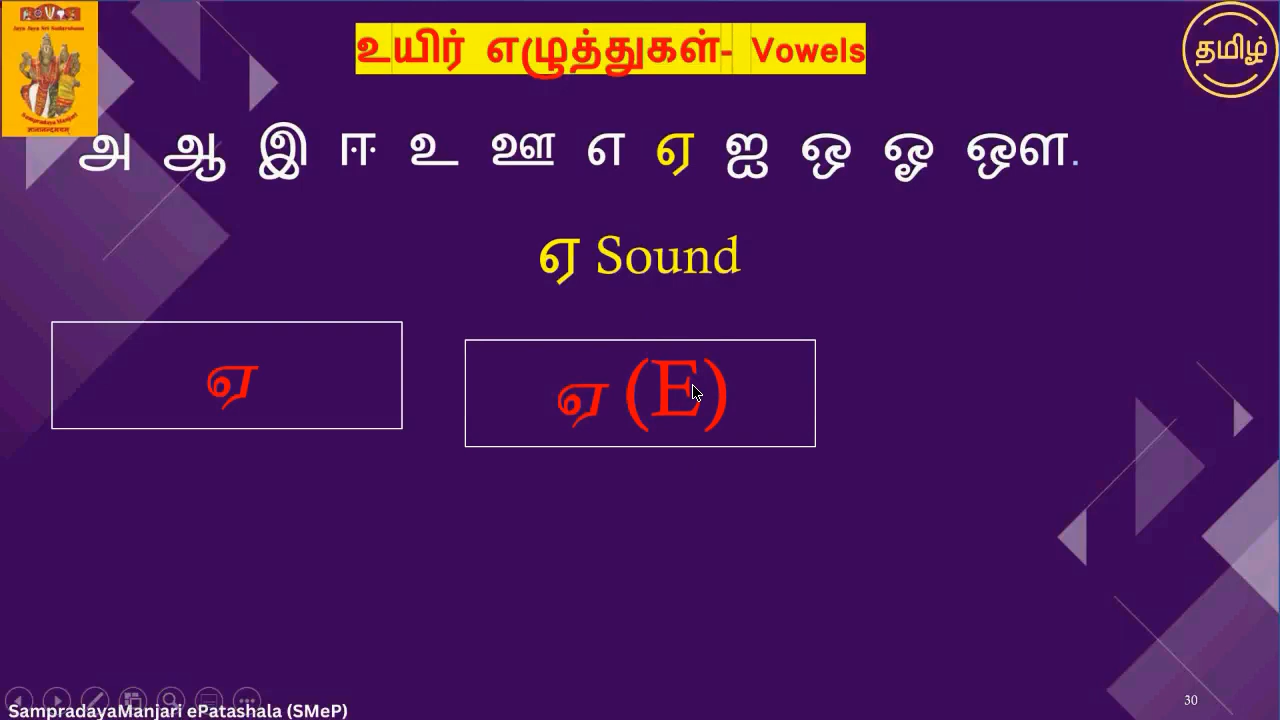 உயிர் எழுத்துகள்- Vowels
தமிழ்
அ ஆ இ ஈ உ ஊ எ ஏ ஐ ஒ ஓ ஔ.
ஏ Sound
ஏ
ஏ (E)
SampradayaManjari ePatashala (SMeP)
30